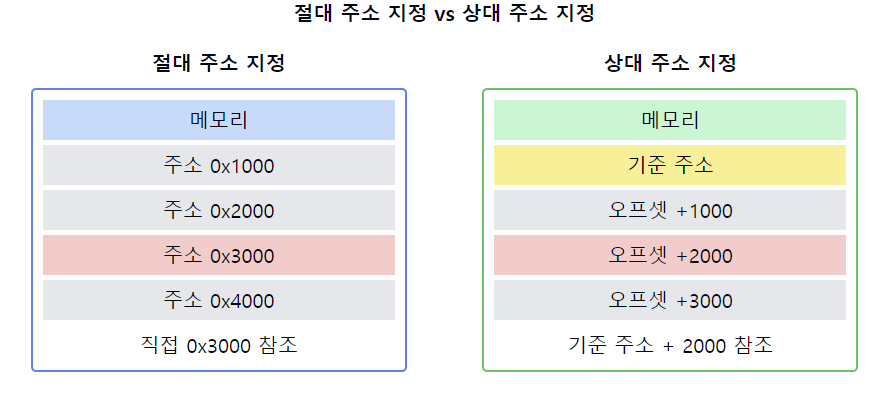 절대 주소 지정 vs 상대 주소 지정
절대 주소 지정
메모리
주소 0x1000
주소 0x2000
주소 0x3000
주소 0x4000
직접 0x3000 참조
상대 주소 지정
메모리
기준 주소
오프셋 +1000
오프셋 +2000
오프셋 +3000
기준 주소 + 2000 참조